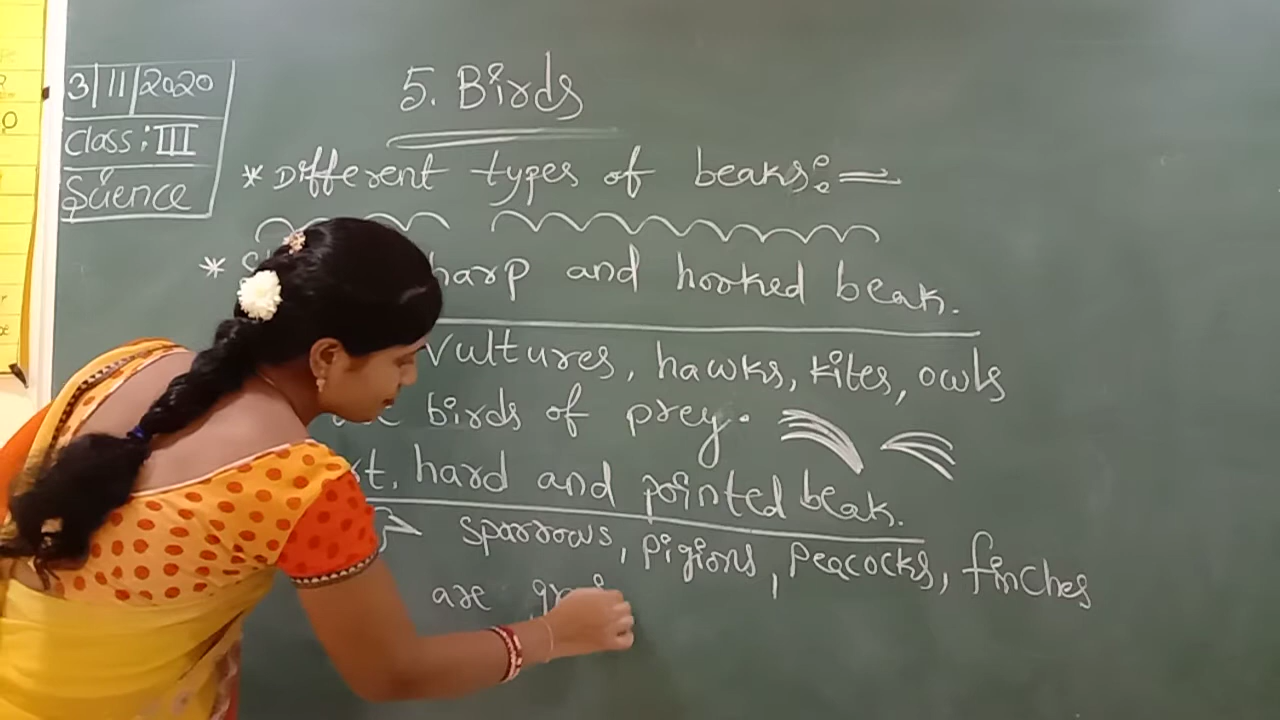 3/11/2020
Class: III
Science
5. Birds
* Different types of beaks:-
* harp and hooked beak.
Vultures, hawks, kites, owls
birds of prey.
rt, hard and pointed beak.
sparrows, pigions, peacocks, finches
are